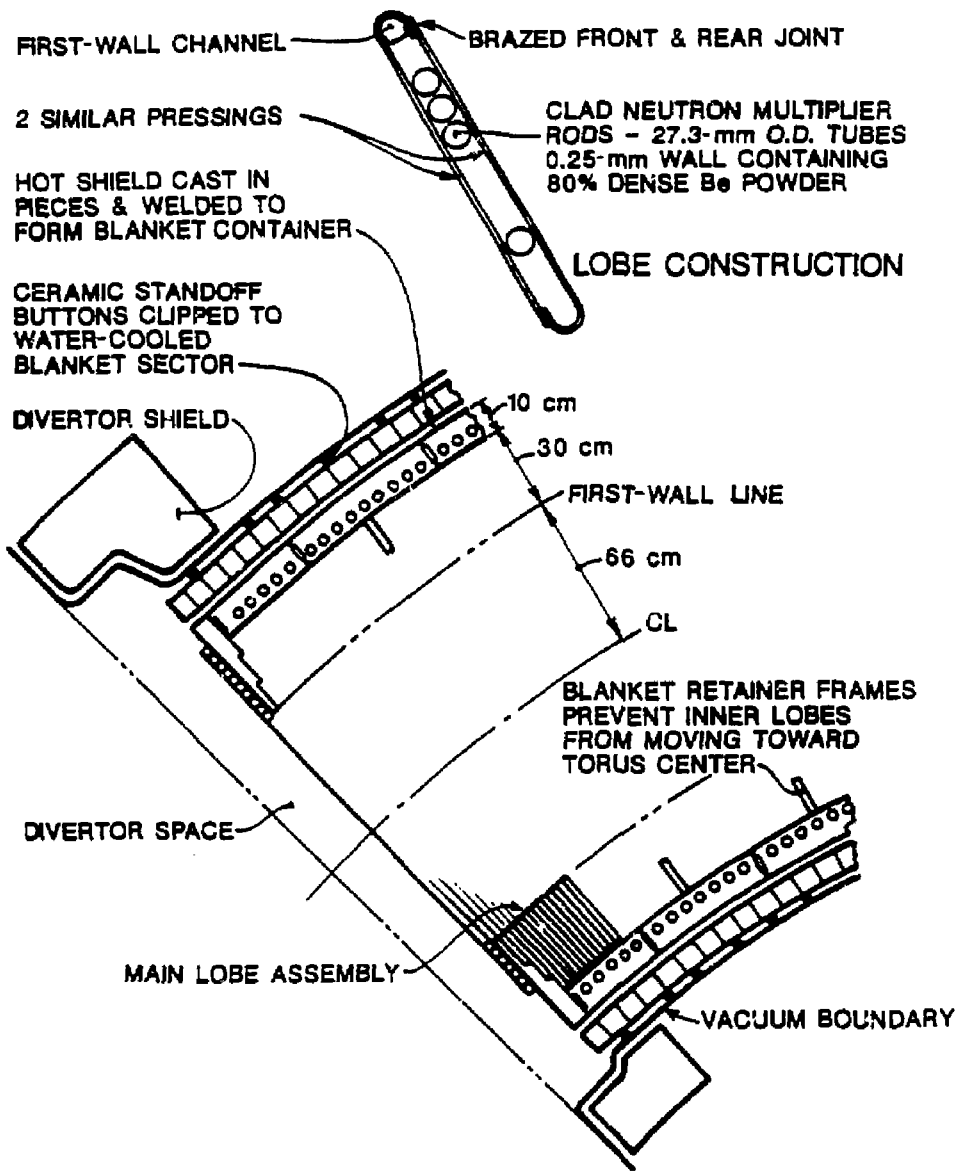 FIRST-WALL CHANNEL
BRAZED FRONT & REAR JOINT
2 SIMILAR PRESSINGS
CLAD NEUTRON MULTIPLIER
RODS - 27.3-mm O.D. TUBES
0.25-mm WALL CONTAINING
80% DENSE Be POWDER
HOT SHIELD CAST IN
PIECES & WELDED TO
FORM BLANKET CONTAINER
LOBE CONSTRUCTION
CERAMIC STANDOFF
BUTTONS CLIPPED TO
WATER-COOLED
BLANKET SECTOR
DIVERTOR SHIELD
10 cm
30 cm
FIRST-WALL LINE
66 cm
CL
BLANKET RETAINER FRAMES
PREVENT INNER LOBES
FROM MOVING TOWARD
TORUS CENTER
DIVERTOR SPACE
MAIN LOBE ASSEMBLY
VACUUM BOUNDARY